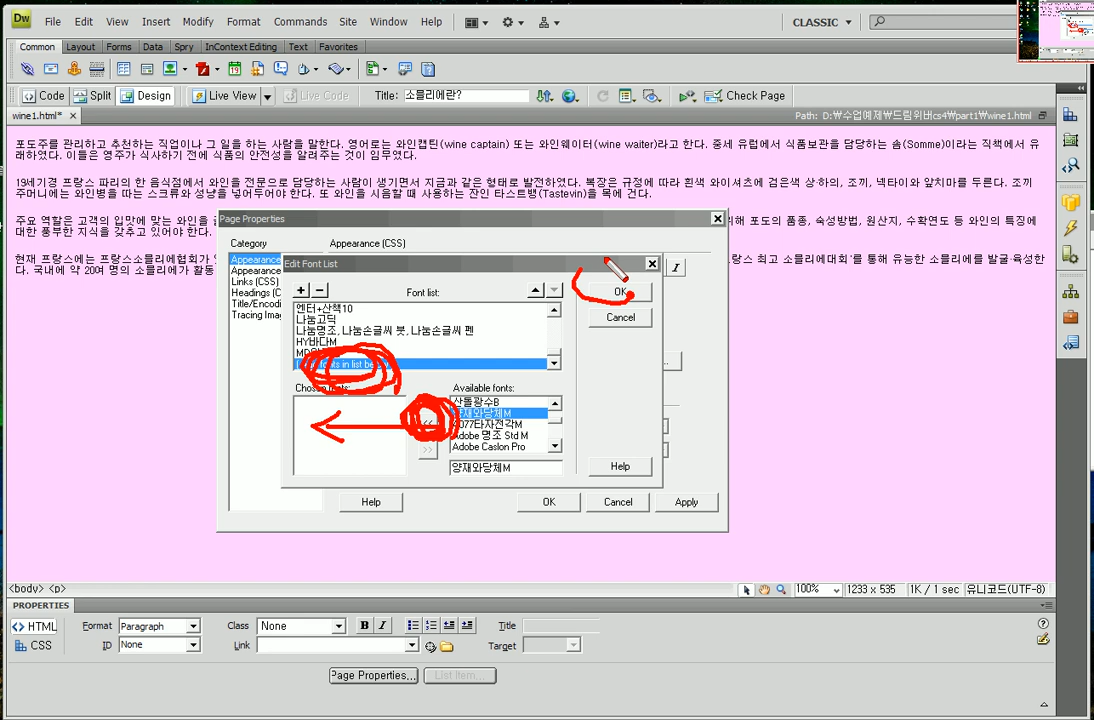 Dw File Edit View Insert Modify Format Commands Site Window Help CLASSIC
Common Layout Forms Data Spry InContext Editing Text Favorites
Code Split Design Live View Live Code Title: 소믈리에란? Check Page
wine1.html* Path: D:₩수업예제₩드림위버cs4₩part1₩wine1.html
포도주를 관리하고 추천하는 직업이나 그 일을 하는 사람을 말한다. 영어로는 와인캡틴(wine captain) 또는 와인웨이터(wine waiter)라고 한다. 중세 유럽에서 식품보관을 담당하는 솜(Somme)이라는 직책에서 유
래하였다. 이들은 영주가 식사하기 전에 식품의 안전성을 알려주는 것이 임무였다.
19세기경 프랑스 파리의 한 음식점에서 와인을 전문으로 담당하는 사람이 생기면서 지금과 같은 형태로 발전하였다. 복장은 규정에 따라 흰색 와이셔츠에 검은색 상·하의, 조끼, 넥타이와 앞치마를 두른다. 조끼
주머니에는 와인병을 따는 스크류와 성냥을 넣어두어야 한다. 또 와인을 시음할 때 사용하는 잔인 타스트뱅(Tastevin)을 목에 건다.
주요 역할은 고객의 입맛에 맞는 와인을
위해 포도의 품종, 숙성방법, 원산지, 수확연도 등 와인의 특징에
대한 풍부한 지식을 갖추고 있어야 한다.
현재 프랑스에는 프랑스소믈리에협회가
랑스 최고 소믈리에대회'를 통해 유능한 소믈리에를 발굴·육성한
다. 국내에 약 20여 명의 소믈리에가 활동
Page Properties
Category Appearance (CSS)
Appearance
Appearance
Links (CSS)
Headings (C
Title/Encodi
Tracing Imag
Edit Font List
Font list:
엔터+산책10
나눔고딕
나눔명조, 나눔손글씨 붓, 나눔손글씨 펜
HY바다M
OK
Cancel
Help
Available fonts:
산돌광수B
Adobe 명조 Std M
Adobe Caslon Pro
양재와당체M
Help OK Cancel Apply
<body> <p> 100% 1233 x 535 1K / 1 sec 유니코드(UTF-8)
PROPERTIES
HTML Format Paragraph Class None B I Title
CSS ID None Link Target
Page Properties... List Item...